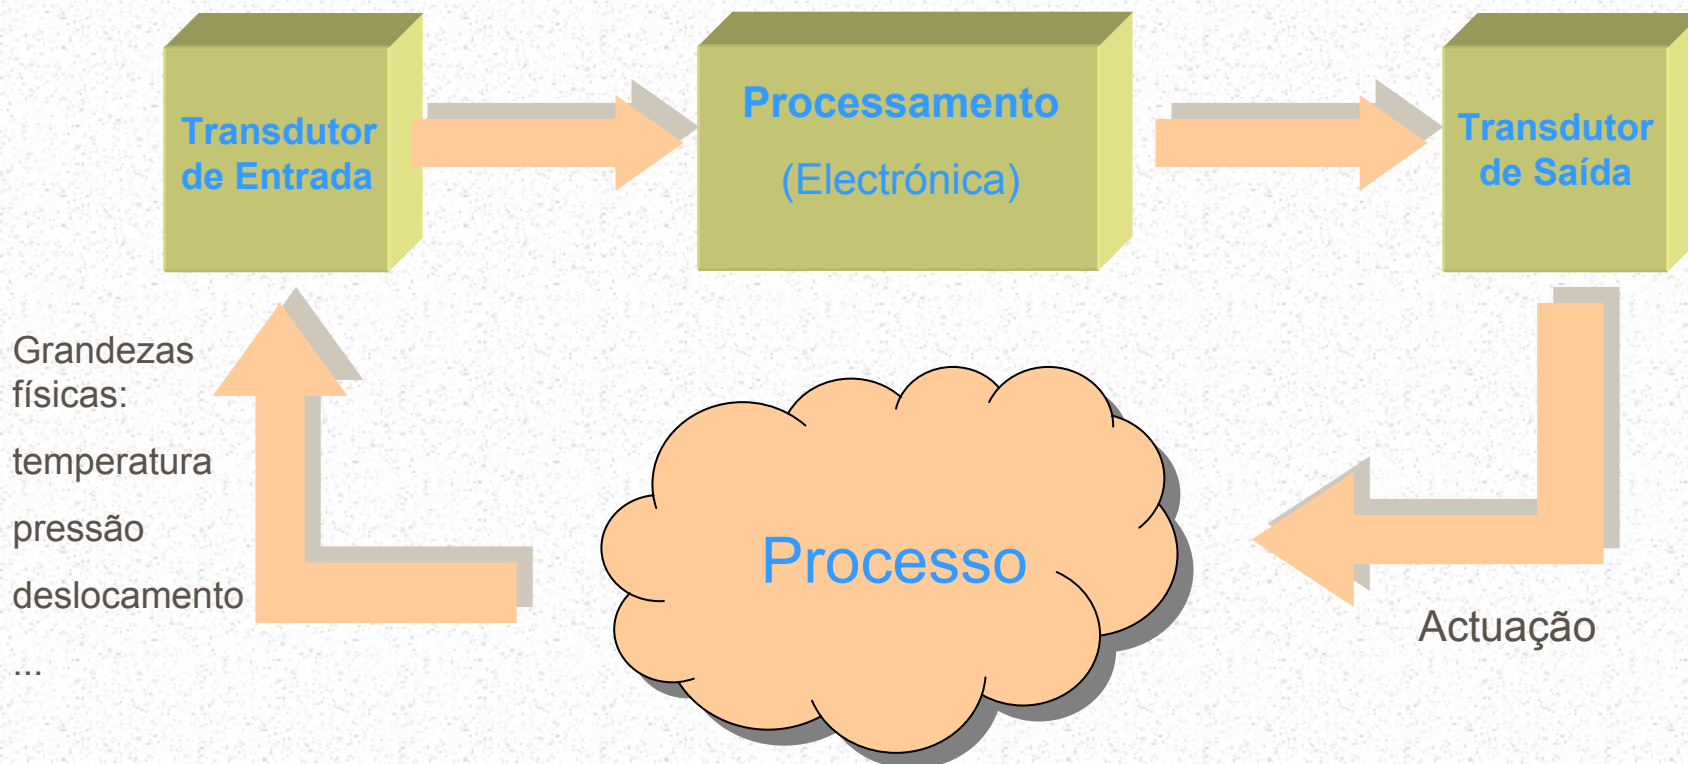 Transdutor
de Entrada
Processamento
(Electrónica)
Transdutor
de Saída
Grandezas
físicas:
temperatura
pressão
deslocamento
...
Processo
Actuação